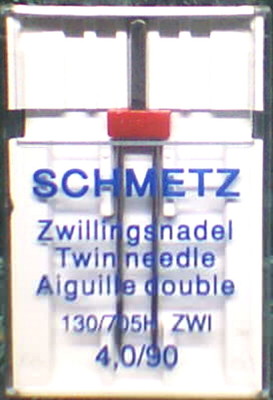 SCHMETZ
Zwillingsnadel
Twin needle
Aiguille double
130/705H ZWI
4,0/90